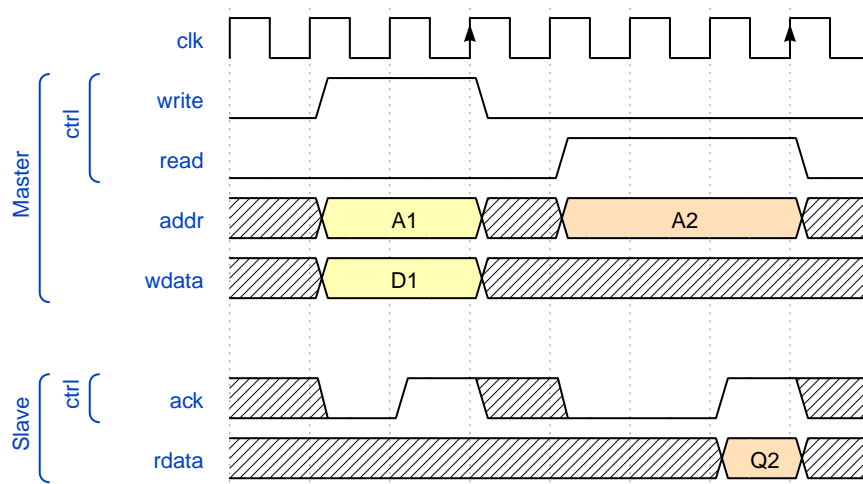 clk
Master
ctrl
write
read
addr A1 A2
wdata D1
Slave
ctrl
ack
rdata Q2